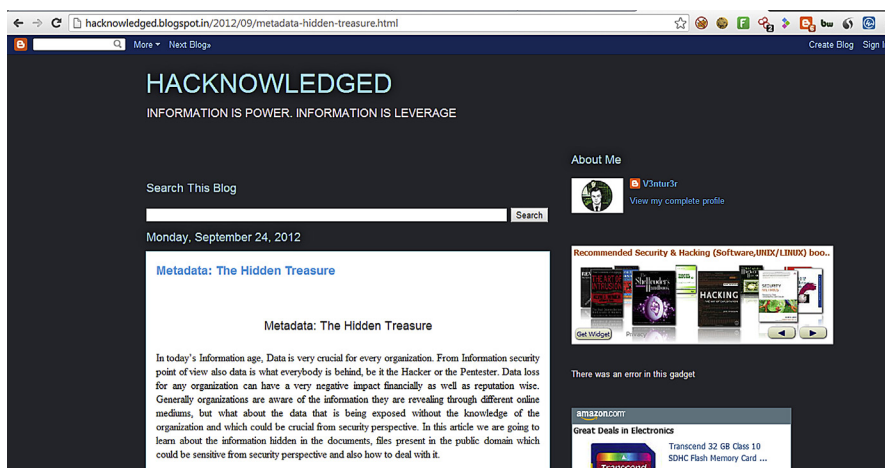 hacknowledged.blogspot.in/2012/09/metadata-hidden-treasure.html
More Next Blog»
Create Blog Sign
HACKNOWLEDGED
INFORMATION IS POWER. INFORMATION IS LEVERAGE
About Me
V3ntur3r
View my complete profile
Search This Blog
Search
Monday, September 24, 2012
Recommended Security & Hacking (Software,UNIX/LINUX) boo..
THE ART OF
INTRUSION
Shellcoder's
Handbook
HACKING
SECURITY
Get Widget
Privacy
Metadata: The Hidden Treasure
Metadata: The Hidden Treasure
In today's Information age, Data is very crucial for every organization. From Information security
point of view also data is what everybody is behind, be it the Hacker or the Pentester. Data loss
for any organization can have a very negative impact financially as well as reputation wise.
Generally organizations are aware of the information they are revealing through different online
mediums, but what about the data that is being exposed without the knowledge of the
organization and which could be crucial from security perspective. In this article we are going to
learn about the information hidden in the documents, files present in the public domain which
could be sensitive from security perspective and also how to deal with it.
There was an error in this gadget
amazon.com
Great Deals in Electronics
Transcend 32 GB Class 10
SDHC Flash Memory Card ...
Transcend